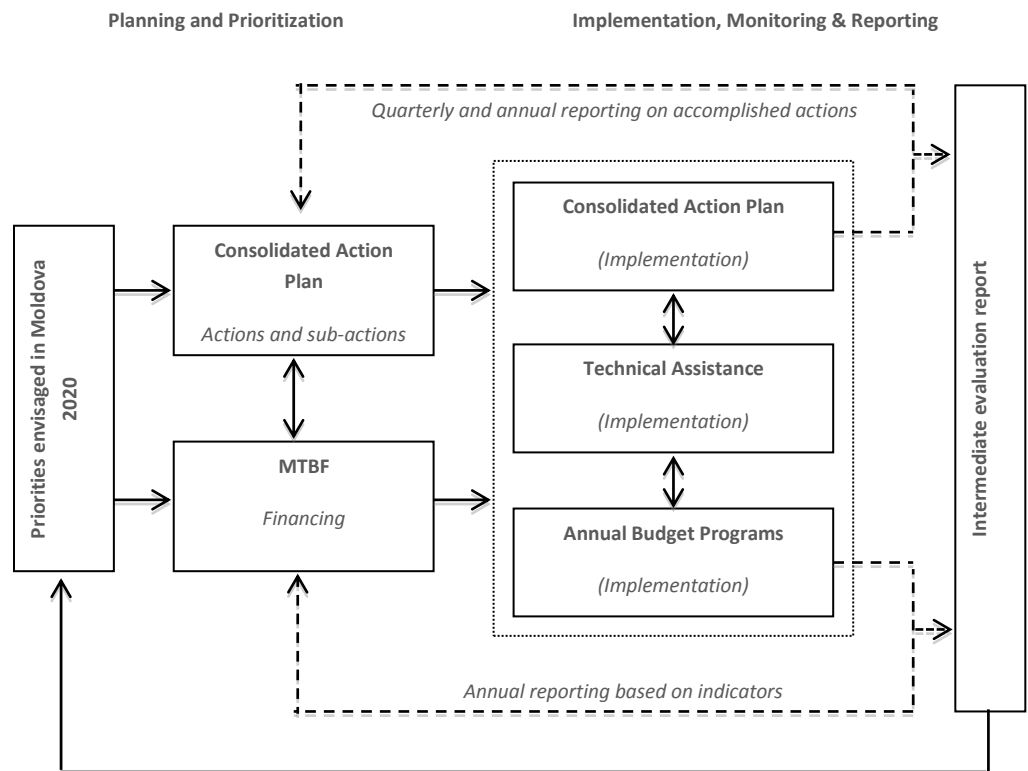 Planning and Prioritization
Implementation, Monitoring & Reporting
Quarterly and annual reporting on accomplished actions
Priorities envisaged in Moldova
2020
Consolidated Action
Plan
Actions and sub-actions
MTBF
Financing
Consolidated Action Plan
(Implementation)
Technical Assistance
(Implementation)
Annual Budget Programs
(Implementation)
Intermediate evaluation report
Annual reporting based on indicators